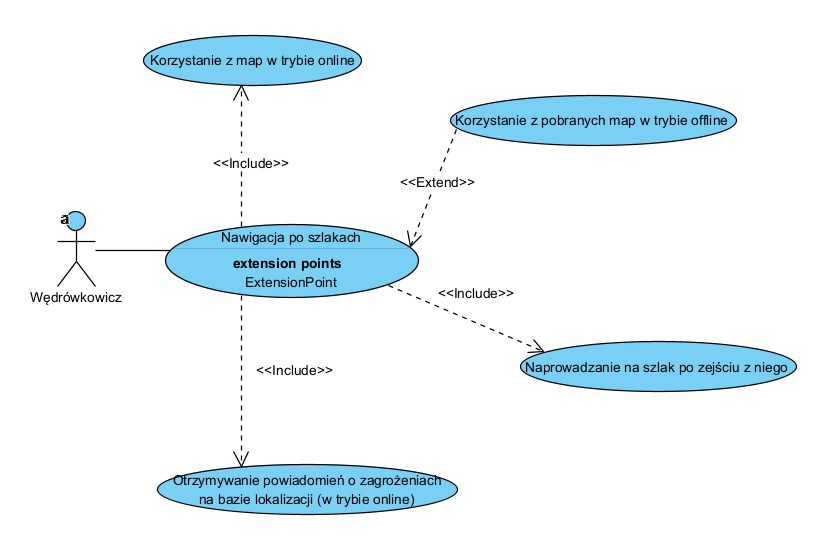 Korzystanie z map w trybie online
Korzystanie z pobranych map w trybie offline
<<Include>>
<<Extend>>
a
Nawigacja po szlakach
extension points
ExtensionPoint
Wędrówkowicz
<<Include>>
<<Include>>
Naprowadzanie na szlak po zejściu z niego
Otrzymywanie powiadomień o zagrożeniach
na bazie lokalizacji (w trybie online)